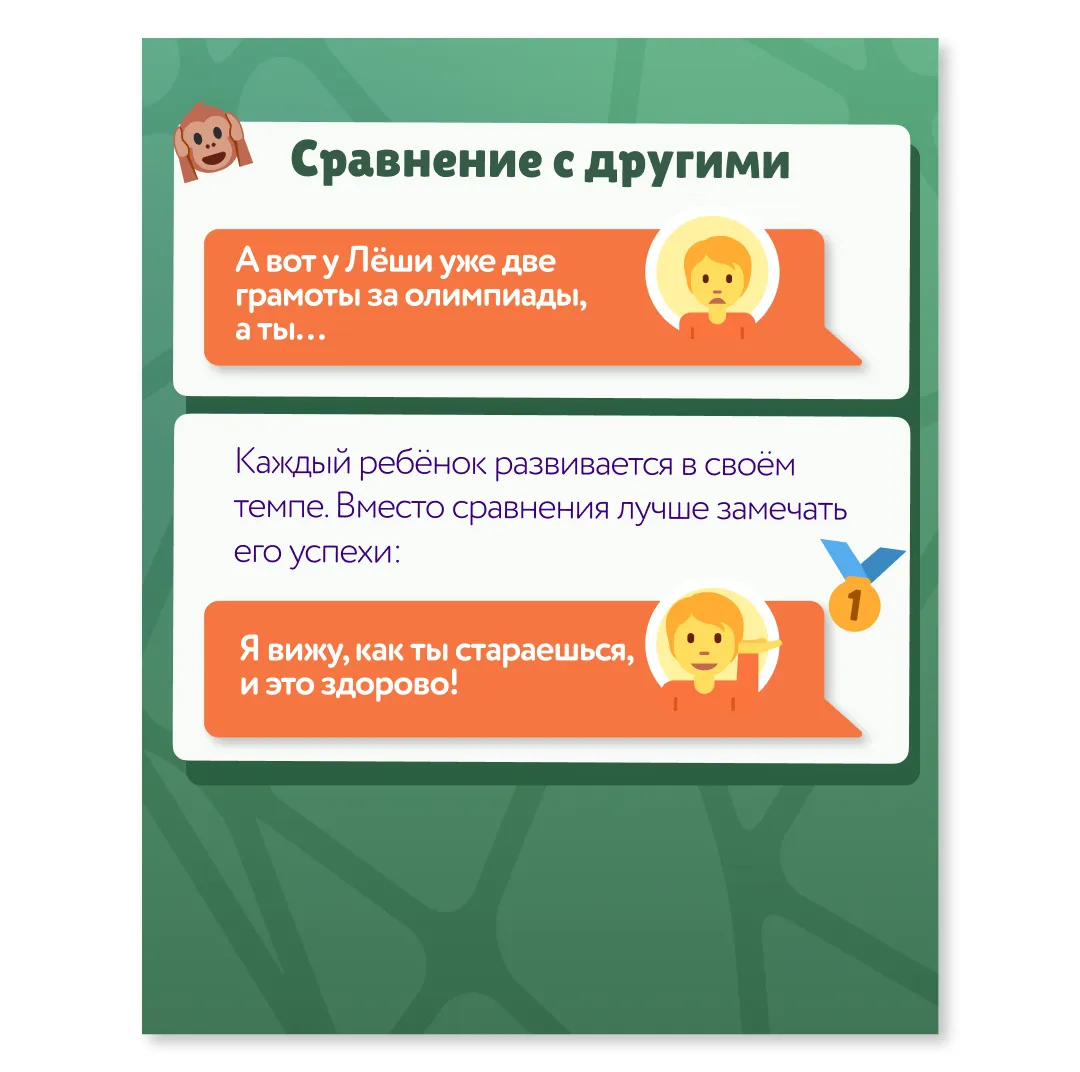 Сравнение с другими
А вот у Лёши уже две
грамоты за олимпиады,
а ты...
Каждый ребёнок развивается в своём
темпе. Вместо сравнения лучше замечать
его успехи:
1
Я вижу, как ты стараешься,
и это здорово!